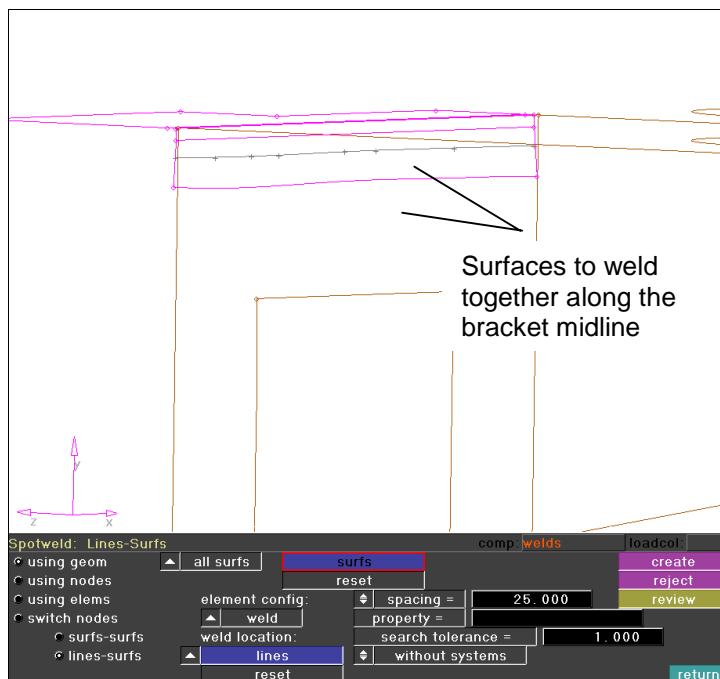 Surfaces to weld
together along the
bracket midline
y
z x
Spotweld: Lines-Surfs comp: welds loadcol:
using geom all surfs surfs create
using nodes reset reject
using elems element config: spacing = 25.000 review
switch nodes weld property =
surfs-surfs weld location: search tolerance = 1.000
lines-surfs lines without systems
reset return